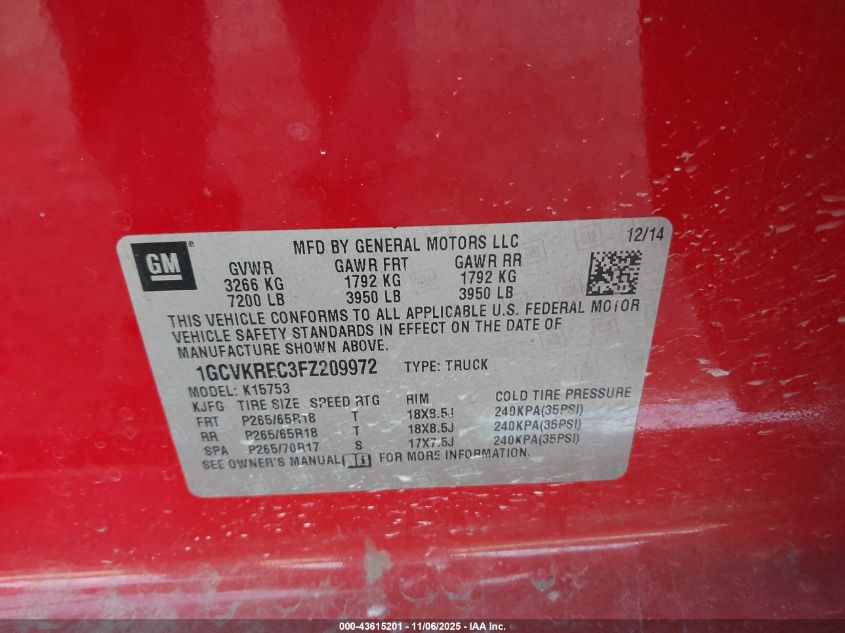 GM ®
MFD BY GENERAL MOTORS LLC
12/14
GVWR GAWR FRT GAWR RR
3266 KG 1792 KG 1792 KG
7200 LB 3950 LB 3950 LB
THIS VEHICLE CONFORMS TO ALL APPLICABLE U.S. FEDERAL MOTOR
VEHICLE SAFETY STANDARDS IN EFFECT ON THE DATE OF
MANUFACTURE SHOWN ABOVE.
1GCVKREC3FZ209972 TYPE: TRUCK
MODEL: K15753
KJFG TIRE SIZE SPEED RTG RIM COLD TIRE PRESSURE
FRT P265/65R18 T 18X8.5J 240KPA(35PSI)
RR P265/65R18 T 18X8.5J 240KPA(35PSI)
SPA P265/70R17 S 17X7.5J 240KPA(35PSI)
SEE OWNER'S MANUAL FOR MORE INFORMATION.
000-43615201 - 11/06/2025 - IAA Inc.